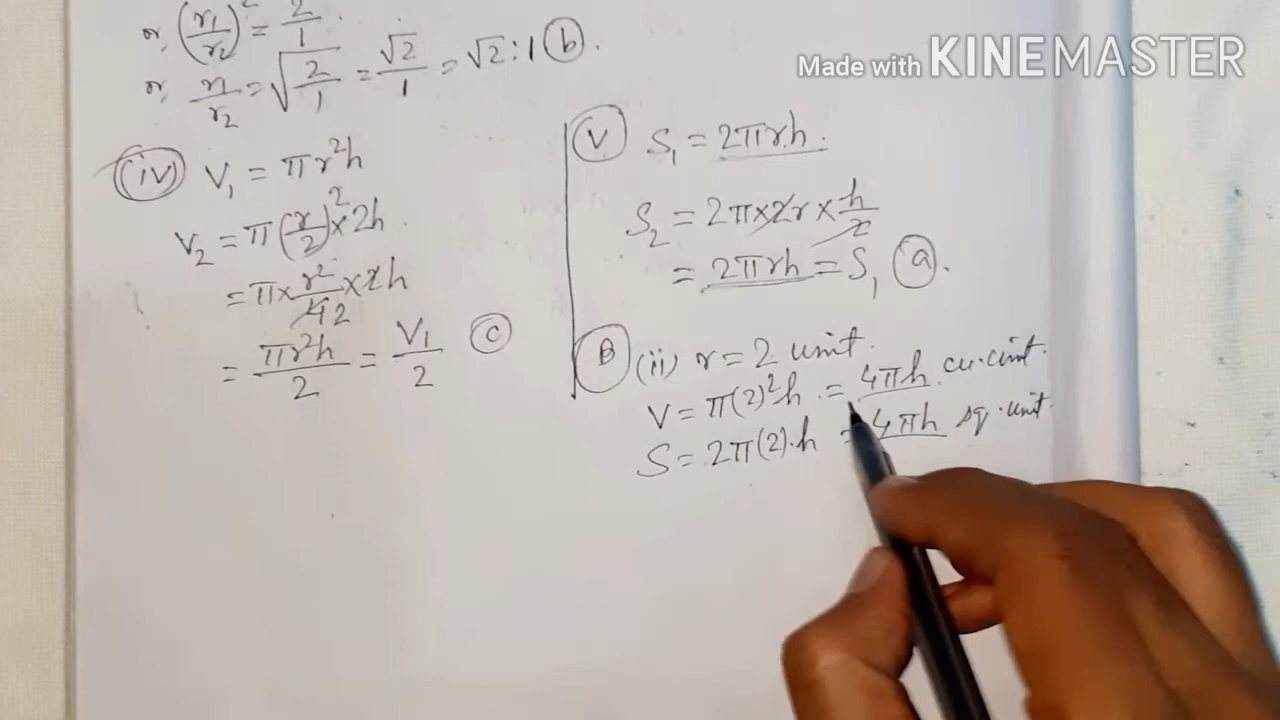 Made with KINEMASTER
or, (r₁/r₂)² = 2/1.
or, r₁/r₂ = √(2/1) = √2/1 = √2 : 1 (b).
(iv) V₁ = πr²h
V₂ = π(r/2)² × 2h
= π × r²/4 2 × 2h
= πr²h/2 = V₁/2 (c)
(V) S₁ = 2πrh.
S₂ = 2π × 2r × h/2
= 2πrh = S₁ (a).
(B) (ii) r = 2 unit.
V = π(2)²h = 4πh cu. unit.
S = 2π(2).h = 4πh sq. unit.